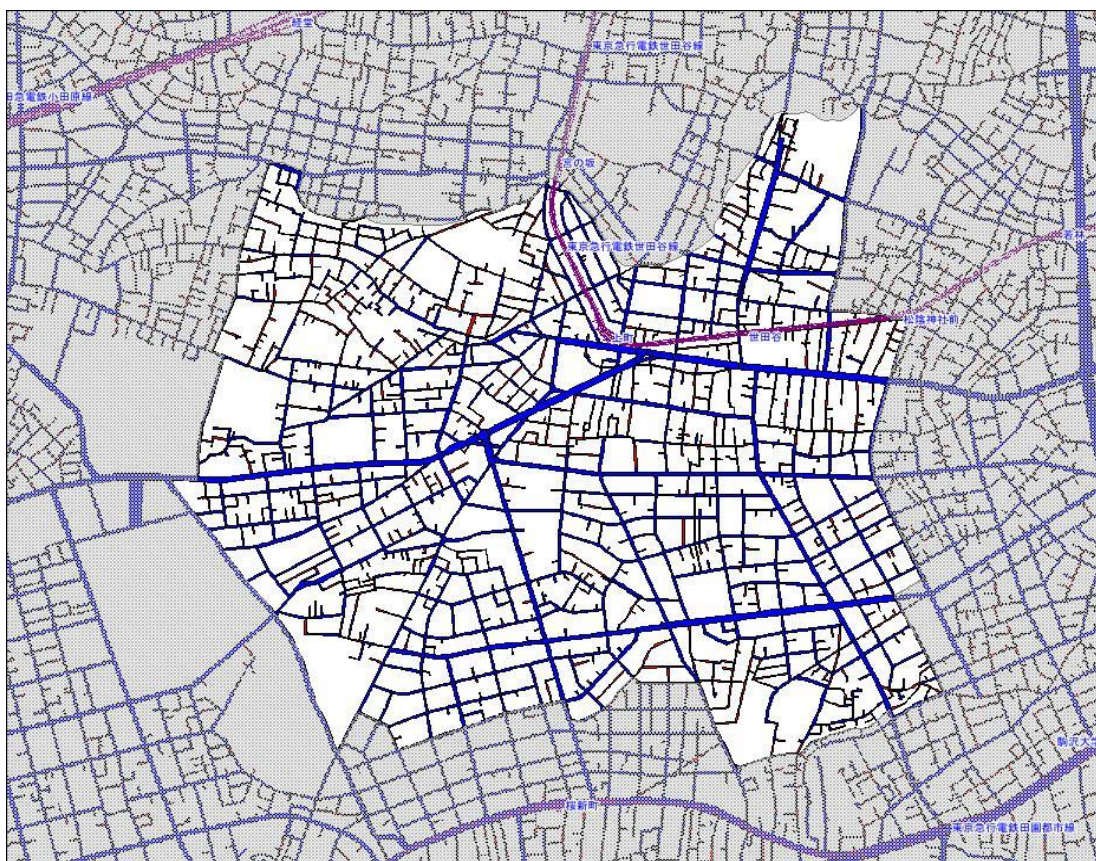 経堂
東京急行電鉄世田谷線
田急電鉄小田原線
宮の坂
若林
東京急行電鉄世田谷線
松陰神社前
上町
世田谷
駒沢大
桜新町
東京急行電鉄田園都市線